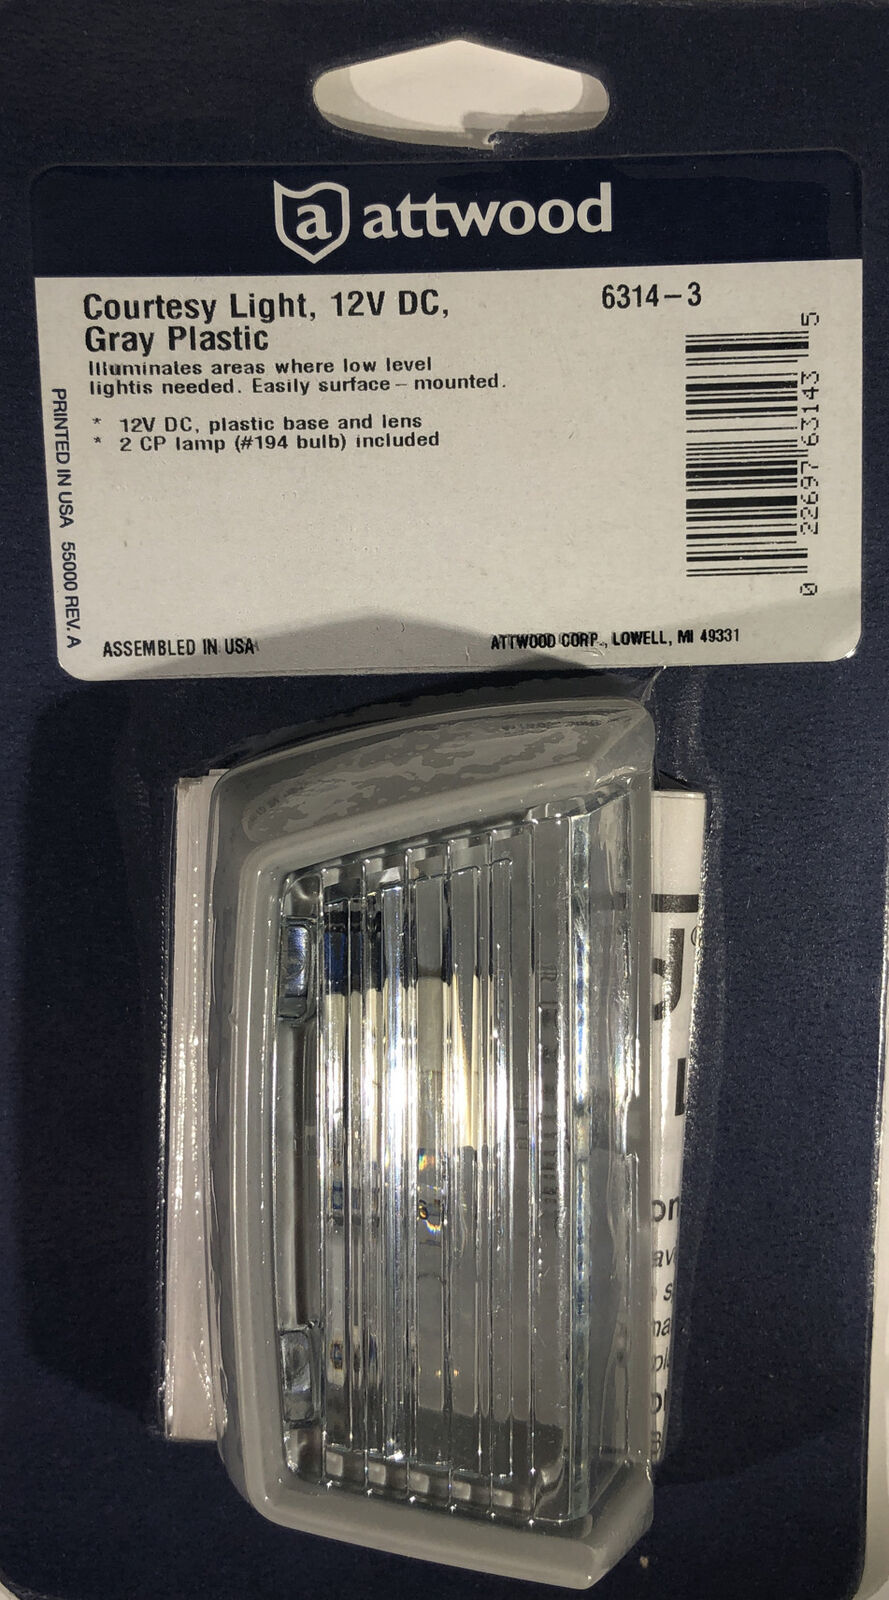 a attwood
Courtesy Light, 12V DC,
Gray Plastic
6314-3
Illuminates areas where low level
lightis needed. Easily surface-mounted.
* 12V DC, plastic base and lens
* 2 CP lamp (#194 bulb) included
0 22697 63143 5
PRINTED IN USA 55000 REV. A
ASSEMBLED IN USA
ATTWOOD CORP., LOWELL, MI 49331